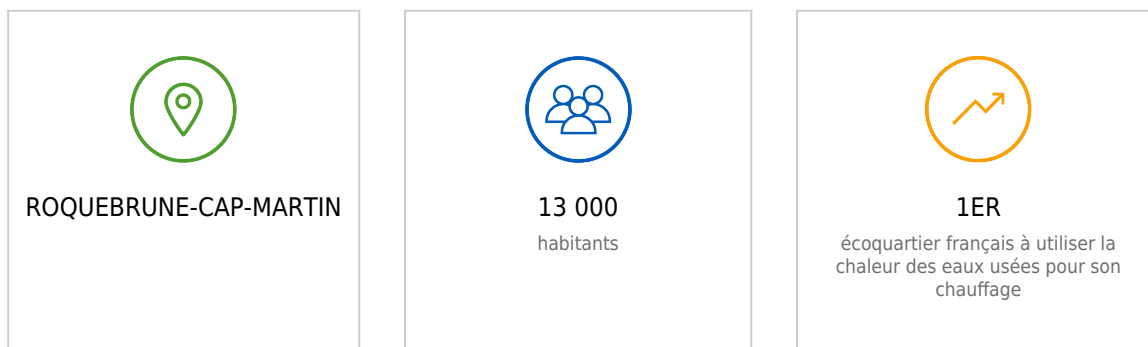 ROQUEBRUNE-CAP-MARTIN
13 000
habitants
1ER
écoquartier français à utiliser la
chaleur des eaux usées pour son
chauffage